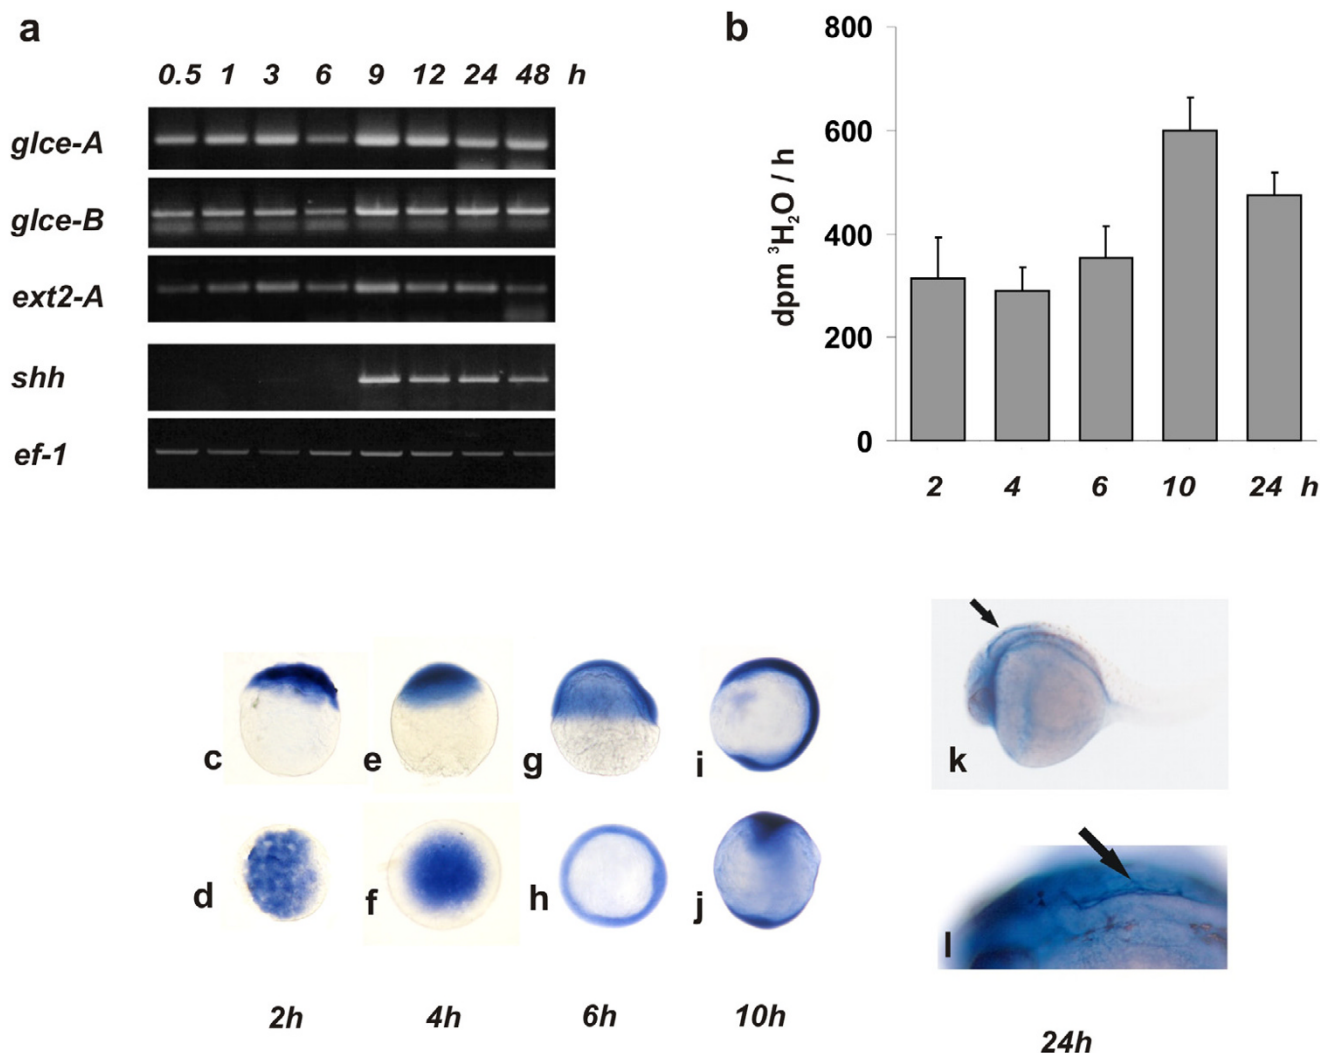 a
0.5 1 3 6 9 12 24 48 h
glce-A
glce-B
ext2-A
shh
ef-1
b
800
600
400
200
0
dpm ³H₂O / h
2 4 6 10 24 h
c e g i k
d f h j l
2h 4h 6h 10h
24h